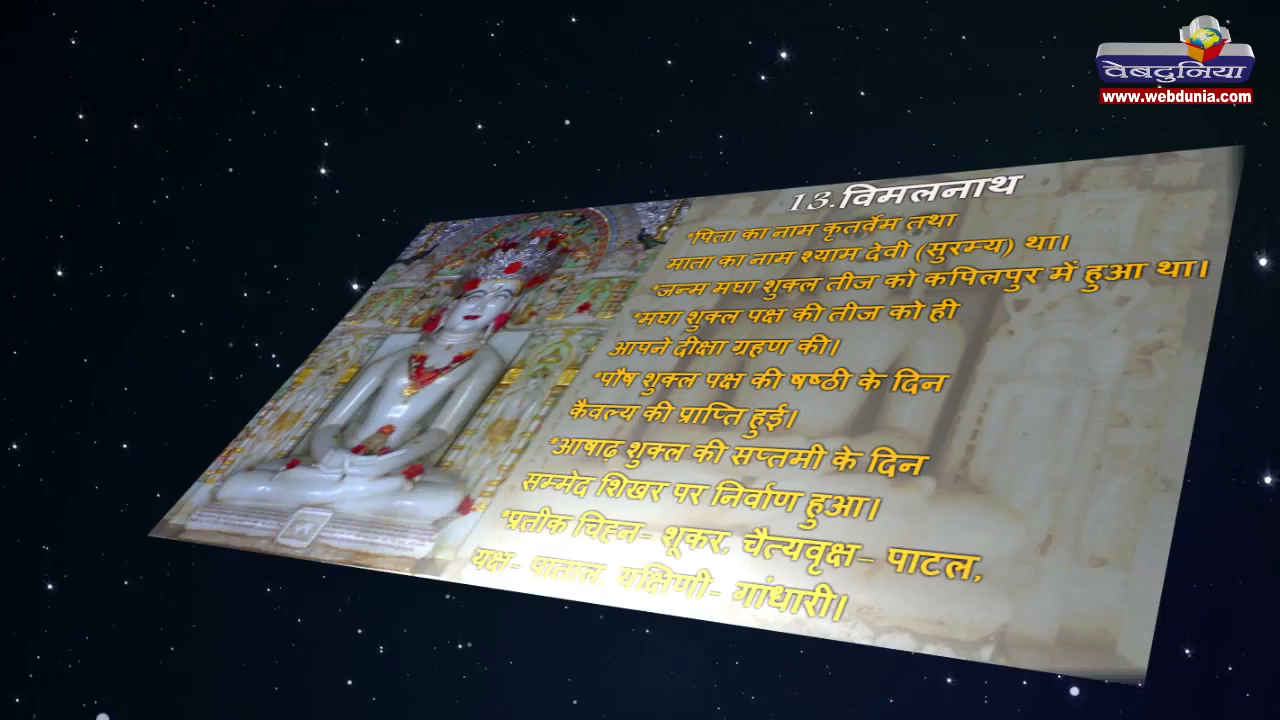 वेबदुनिया
www.webdunia.com
13.विमलनाथ
*पिता का नाम कृतर्वेम तथा
माता का नाम श्याम देवी (सुरम्य) था।
*जन्म मघा शुक्ल तीज को कपिलपुर में हुआ था।
*मघा शुक्ल पक्ष की तीज को ही
आपने दीक्षा ग्रहण की।
*पौष शुक्ल पक्ष की षष्ठी के दिन
कैवल्य की प्राप्ति हुई।
*आषाढ़ शुक्ल की सप्तमी के दिन
सम्मेद शिखर पर निर्वाण हुआ।
*प्रतीक चिह्न- शूकर, चैत्यवृक्ष- पाटल,
यक्ष- पाताल, यक्षिणी- गांधारी।